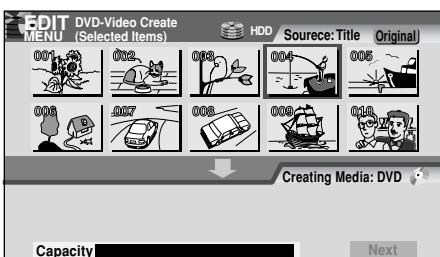 EDIT MENU DVD-Video Create (Selected Items) HDD Sourece: Title Original
001 002 003 004 005
006 007 008 009 010
Creating Media: DVD
Capacity Next